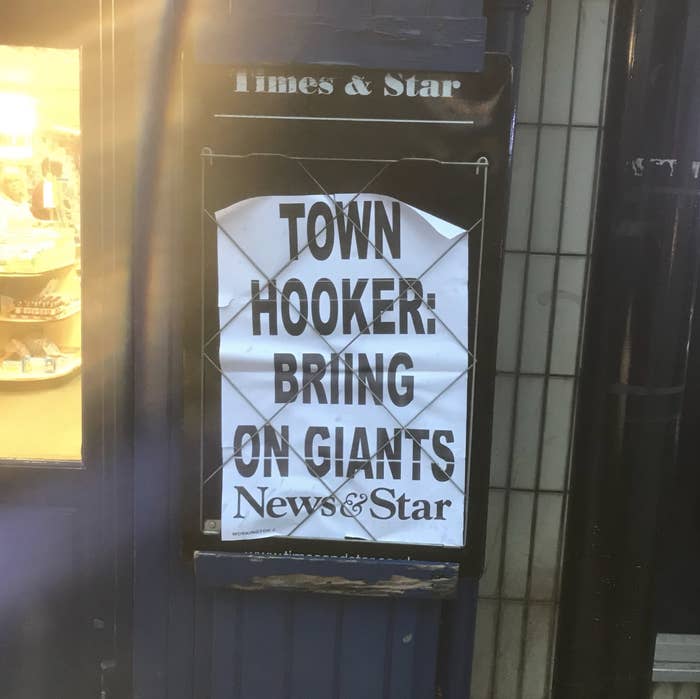 Times & Star
TOWN
HOOKER:
BRIING
ON GIANTS
News&Star